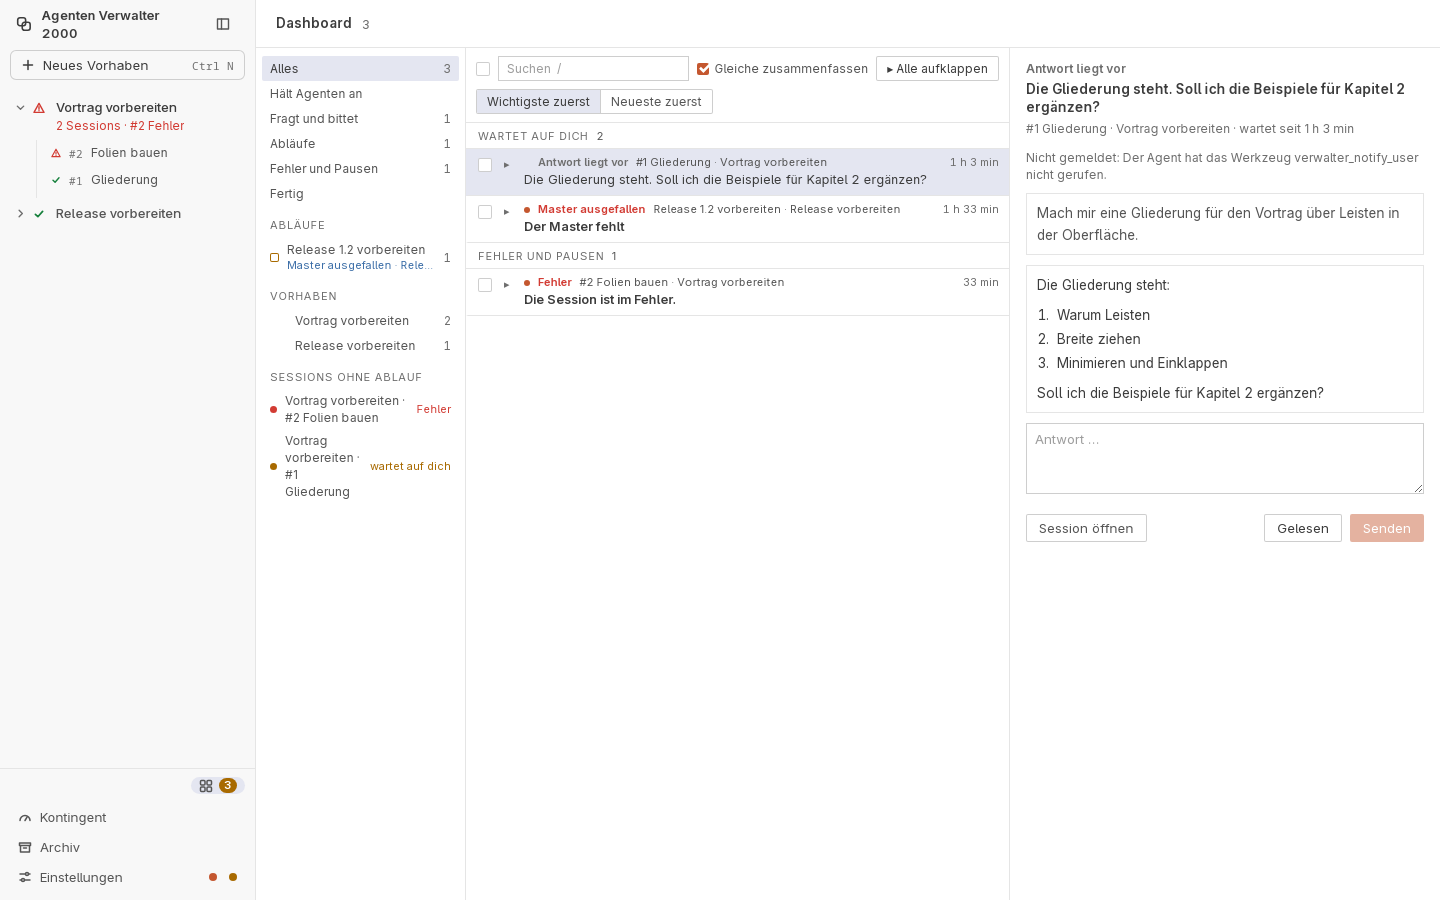 Agenten Verwalter
2000
Neues Vorhaben Ctrl N
Vortrag vorbereiten
2 Sessions · #2 Fehler
#2 Folien bauen
#1 Gliederung
Release vorbereiten
3
Kontingent
Archiv
Einstellungen
Dashboard 3
Alles 3
Hält Agenten an
Fragt und bittet 1
Abläufe 1
Fehler und Pausen 1
Fertig
ABLÄUFE
Release 1.2 vorbereiten 1
Master ausgefallen · Rele...
VORHABEN
Vortrag vorbereiten 2
Release vorbereiten 1
SESSIONS OHNE ABLAUF
Vortrag vorbereiten ·
#2 Folien bauen Fehler
Vortrag
vorbereiten ·
#1
Gliederung
wartet auf dich
Suchen / Gleiche zusammenfassen ▸ Alle aufklappen
Wichtigste zuerst Neueste zuerst
WARTET AUF DICH 2
Antwort liegt vor #1 Gliederung · Vortrag vorbereiten 1 h 3 min
Die Gliederung steht. Soll ich die Beispiele für Kapitel 2 ergänzen?
Master ausgefallen Release 1.2 vorbereiten · Release vorbereiten 1 h 33 min
Der Master fehlt
FEHLER UND PAUSEN 1
Fehler #2 Folien bauen · Vortrag vorbereiten 33 min
Die Session ist im Fehler.
Antwort liegt vor
Die Gliederung steht. Soll ich die Beispiele für Kapitel 2
ergänzen?
#1 Gliederung · Vortrag vorbereiten · wartet seit 1 h 3 min
Nicht gemeldet: Der Agent hat das Werkzeug verwalter_notify_user
nicht gerufen.
Mach mir eine Gliederung für den Vortrag über Leisten in
der Oberfläche.
Die Gliederung steht:
1. Warum Leisten
2. Breite ziehen
3. Minimieren und Einklappen
Soll ich die Beispiele für Kapitel 2 ergänzen?
Antwort ...
Session öffnen Gelesen Senden